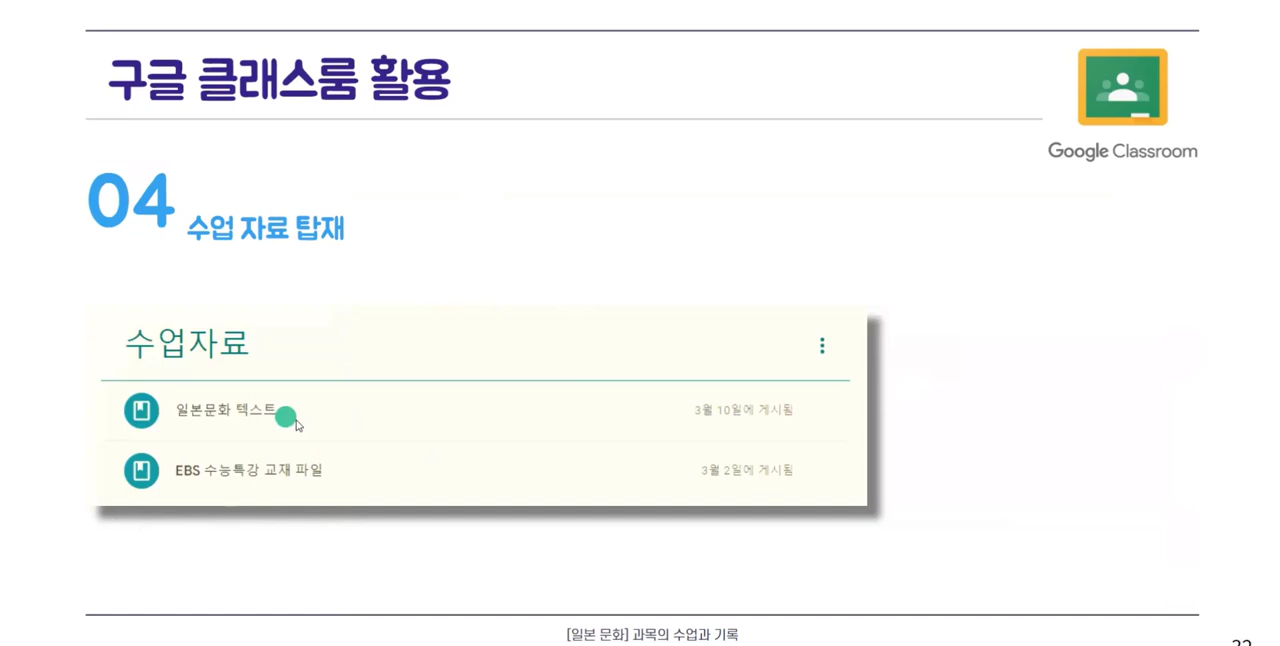 구글 클래스룸 활용
Google Classroom
04
수업 자료 탑재
수업자료
일본문화 텍스트
3월 10일에 게시됨
EBS 수능특강 교재 파일
3월 2일에 게시됨
[일본 문화] 과목의 수업과 기록